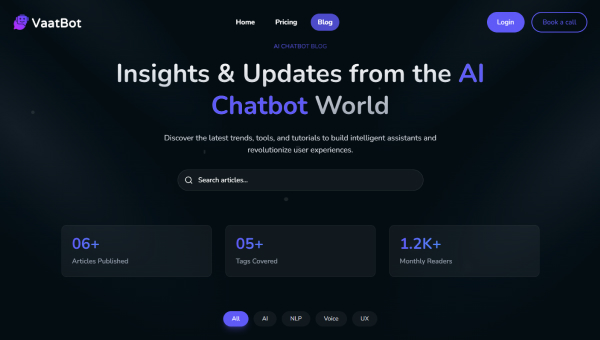 VaatBot
Home Pricing Blog Login Book a call
AI CHATBOT BLOG
Insights & Updates from the AI
Chatbot World
Discover the latest trends, tools, and tutorials to build intelligent assistants and
revolutionize user experiences.
Search articles...
06+ 05+ 1.2K+
Articles Published Tags Covered Monthly Readers
All AI NLP Voice UX